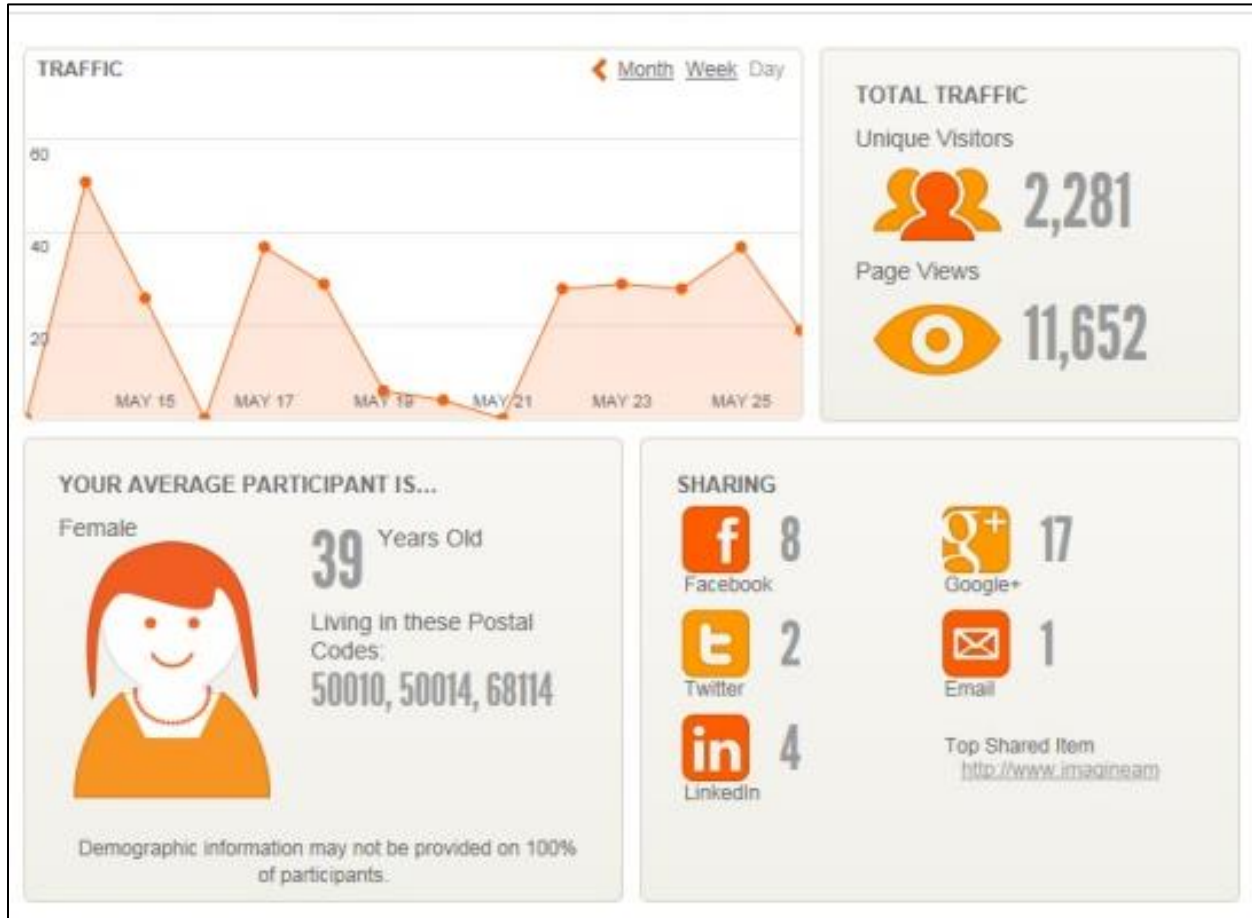 TRAFFIC
Month Week Day
60
40
20
MAY 15 MAY 17 MAY 19 MAY 21 MAY 23 MAY 25
TOTAL TRAFFIC
Unique Visitors
2,281
Page Views
11,652
YOUR AVERAGE PARTICIPANT IS...
Female
39 Years Old
Living in these Postal
Codes:
50010, 50014, 68114
Demographic information may not be provided on 100%
of participants.
SHARING
f 8
Facebook
g+ 17
Google+
t 2
Twitter
1
Email
in 4
LinkedIn
Top Shared Item
http://www.imagineam